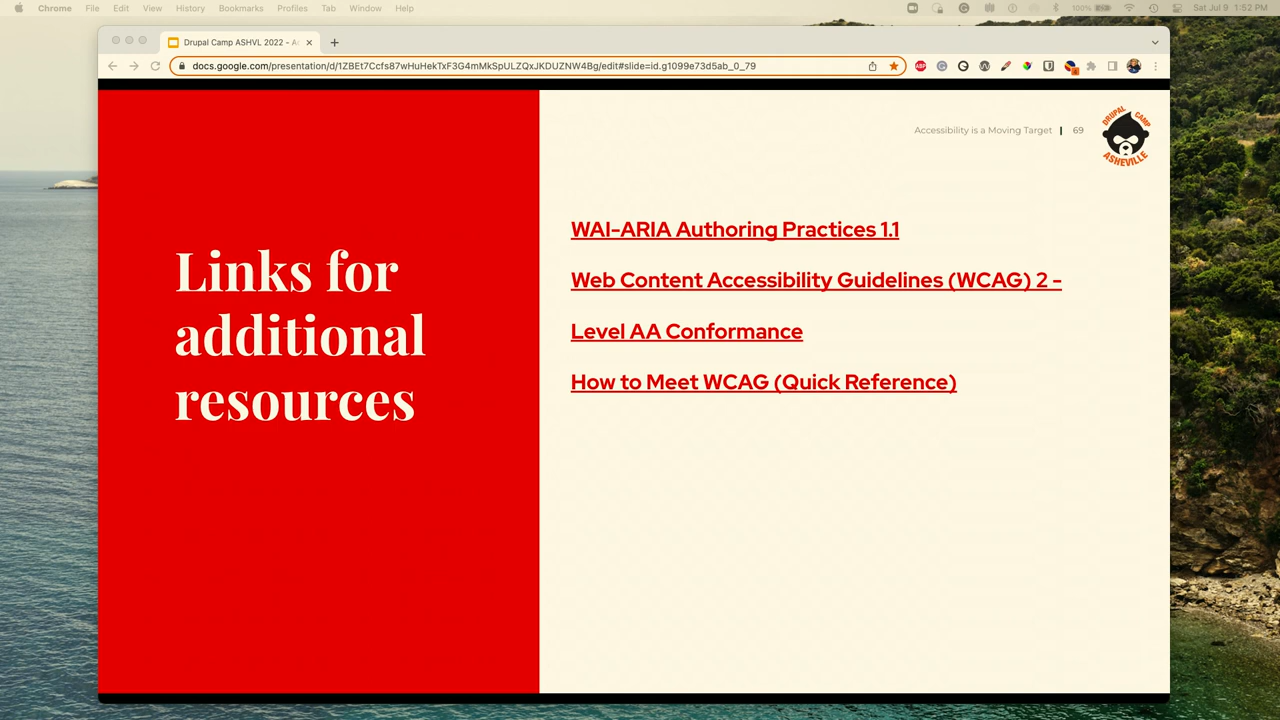 Chrome File Edit View History Bookmarks Profiles Tab Window Help 100% Sat Jul 9 1:52 PM
Drupal Camp ASHVL 2022 - A
docs.google.com/presentation/d/1ZBEt7Ccfs87wHuHekTxF3G4mMkSpULZQxJKDUZNW4Bg/edit#slide=id.g1099e73d5ab_0_79
ABP
Accessibility is a Moving Target | 69
DRUPAL CAMP
ASHEVILLE
Links for
additional
resources
WAI-ARIA Authoring Practices 1.1
Web Content Accessibility Guidelines (WCAG) 2 -
Level AA Conformance
How to Meet WCAG (Quick Reference)